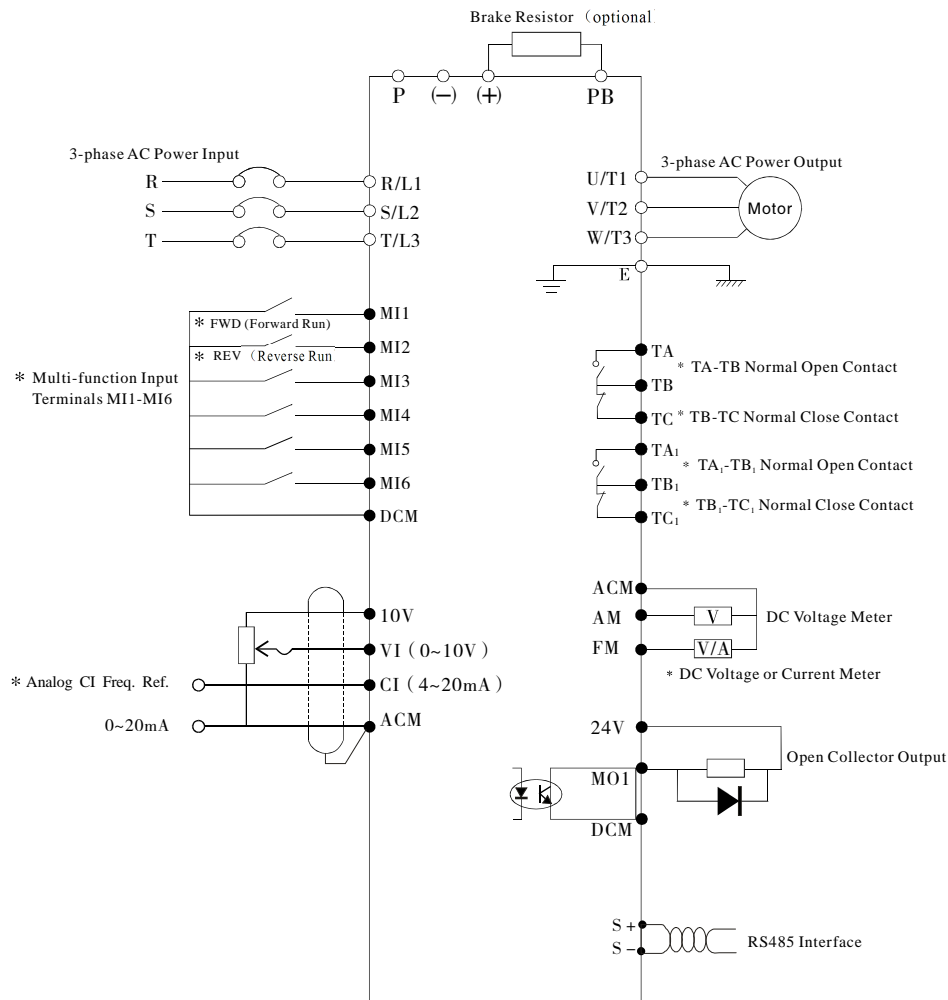 Brake Resistor （optional
P (−) (+) PB
3-phase AC Power Input
R R/L1
S S/L2
T T/L3
3-phase AC Power Output
U/T1
V/T2
W/T3
Motor
E
MI1
* FWD (Forward Run)
MI2
* REV （Reverse Run
MI3
* Multi-function Input
Terminals MI1-MI6
MI4
MI5
MI6
DCM
TA
* TA-TB Normal Open Contact
TB
TC * TB-TC Normal Close Contact
TA1
* TA1-TB1 Normal Open Contact
TB1
* TB1-TC1 Normal Close Contact
TC1
10V
VI ( 0~10V )
* Analog CI Freq. Ref. CI ( 4~20mA )
0~20mA ACM
ACM
AM V DC Voltage Meter
FM V/A
* DC Voltage or Current Meter
24V
Open Collector Output
MO1
DCM
S +
S −
RS485 Interface